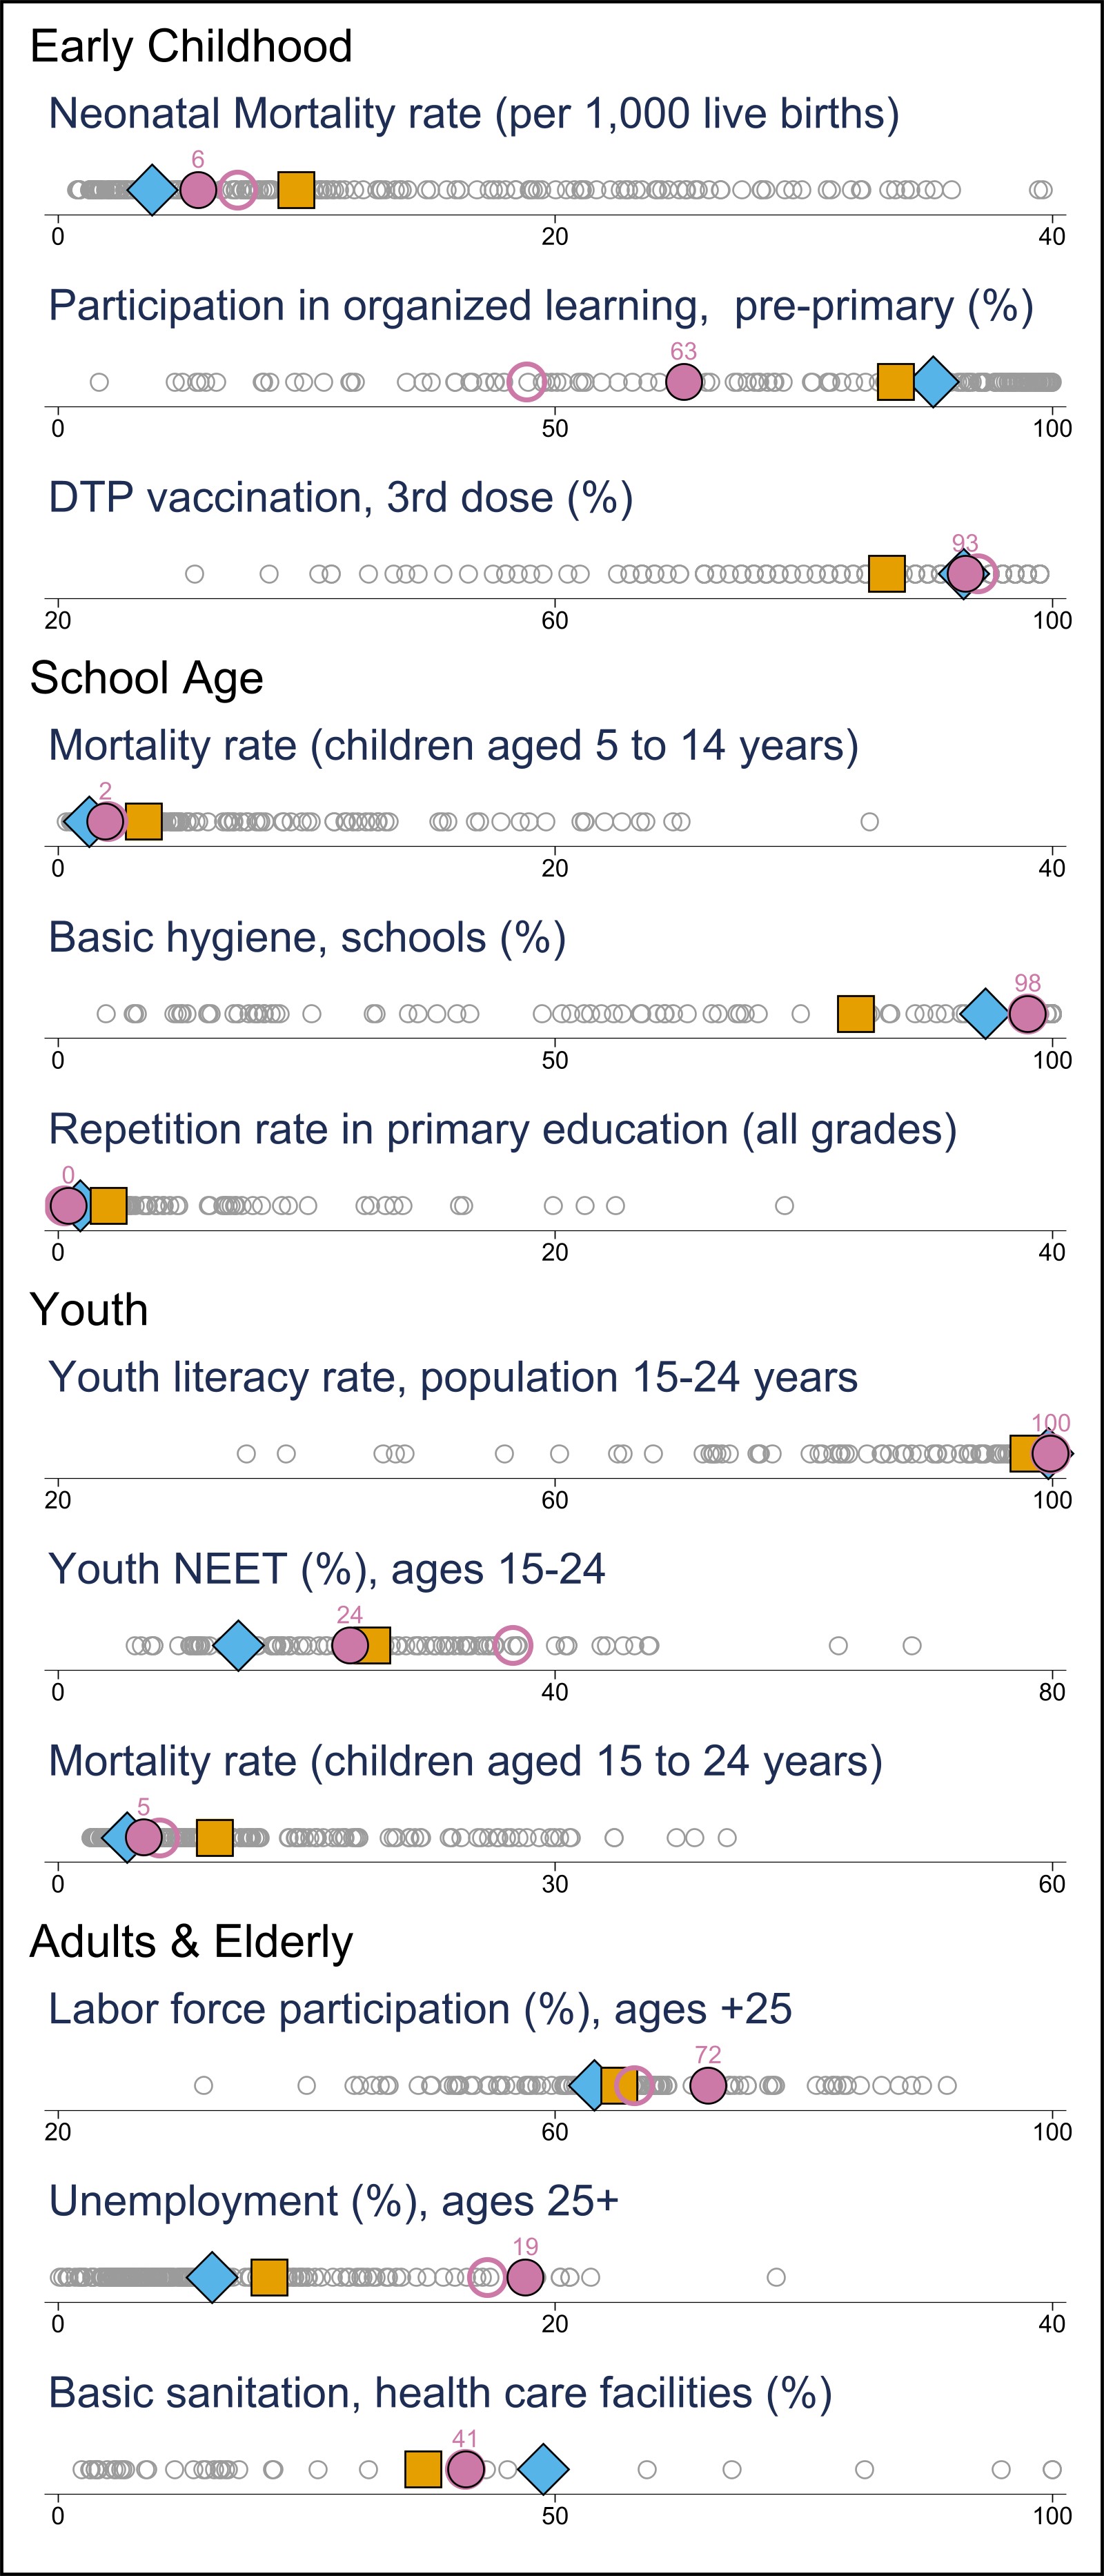 Early Childhood
Neonatal Mortality rate (per 1,000 live births)
6
0 20 40
Participation in organized learning,  pre-primary (%)
63
0 50 100
DTP vaccination, 3rd dose (%)
93
20 60 100
School Age
Mortality rate (children aged 5 to 14 years)
2
0 20 40
Basic hygiene, schools (%)
98
0 50 100
Repetition rate in primary education (all grades)
0
0 20 40
Youth
Youth literacy rate, population 15-24 years
100
20 60 100
Youth NEET (%), ages 15-24
24
0 40 80
Mortality rate (children aged 15 to 24 years)
5
0 30 60
Adults & Elderly
Labor force participation (%), ages +25
72
20 60 100
Unemployment (%), ages 25+
19
0 20 40
Basic sanitation, health care facilities (%)
41
0 50 100